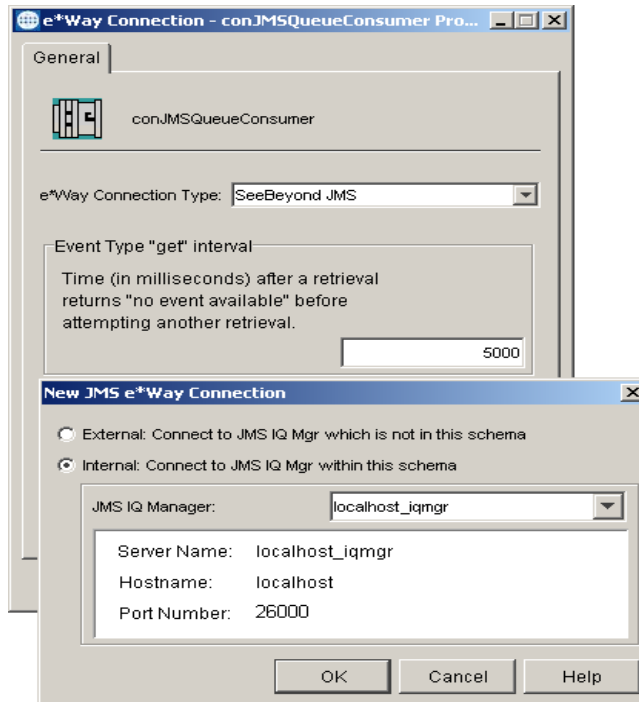 e*Way Connection - conJMSQueueConsumer Pro...
General
conJMSQueueConsumer
e*Way Connection Type: SeeBeyond JMS
Event Type "get" interval
Time (in milliseconds) after a retrieval
returns "no event available" before
attempting another retrieval.
5000
New JMS e*Way Connection
External: Connect to JMS IQ Mgr which is not in this schema
Internal: Connect to JMS IQ Mgr within this schema
JMS IQ Manager: localhost_iqmgr
Server Name: localhost_iqmgr
Hostname: localhost
Port Number: 26000
OK Cancel Help